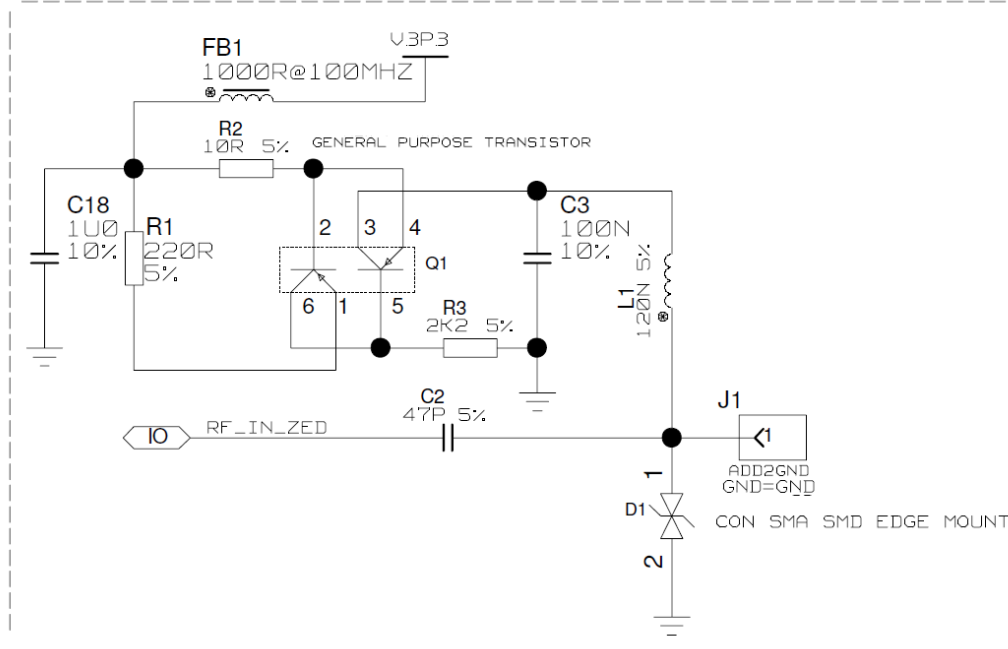 V3P3
FB1
1000R@100MHZ
R2
10R 5%
GENERAL PURPOSE TRANSISTOR
C18
1U0
10%
R1
220R
5%
2
3
4
Q1
6
1
5
C3
100N
10%
L1
120N 5%
R3
2K2 5%
C2
47P 5%
IO
RF_IN_ZED
J1
1
ADD2GND
GND=GND
1
D1
CON SMA SMD EDGE MOUNT
2